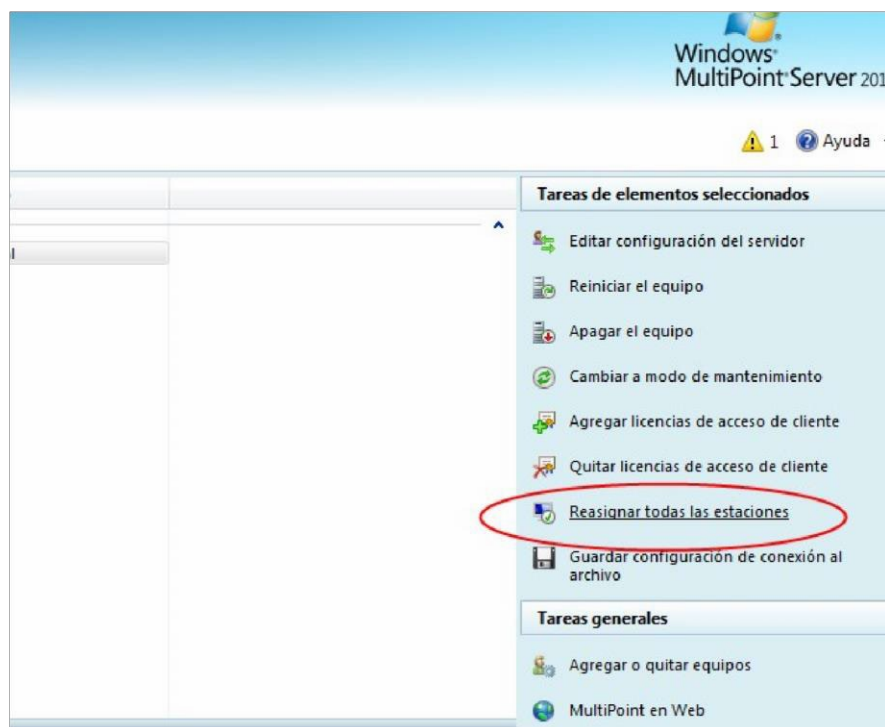 Windows
MultiPoint Server 201
1
Ayuda
Tareas de elementos seleccionados
Editar configuración del servidor
Reiniciar el equipo
Apagar el equipo
Cambiar a modo de mantenimiento
Agregar licencias de acceso de cliente
Quitar licencias de acceso de cliente
Reasignar todas las estaciones
Guardar configuración de conexión al
archivo
Tareas generales
Agregar o quitar equipos
MultiPoint en Web